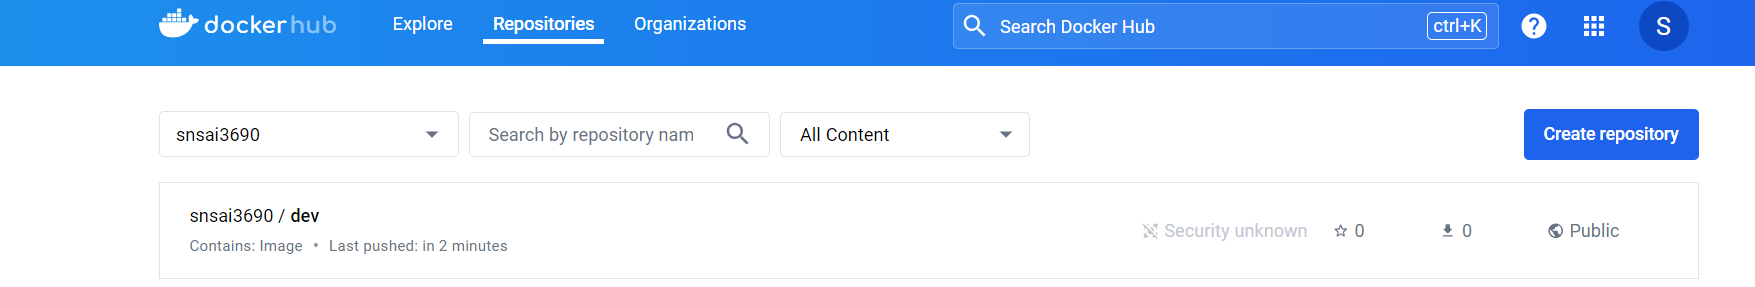 dockerhub Explore Repositories Organizations Search Docker Hub ctrl+K ? S
snsai3690 Search by repository nam All Content Create repository
snsai3690 / dev
Contains: Image • Last pushed: in 2 minutes
Security unknown 0 0 Public